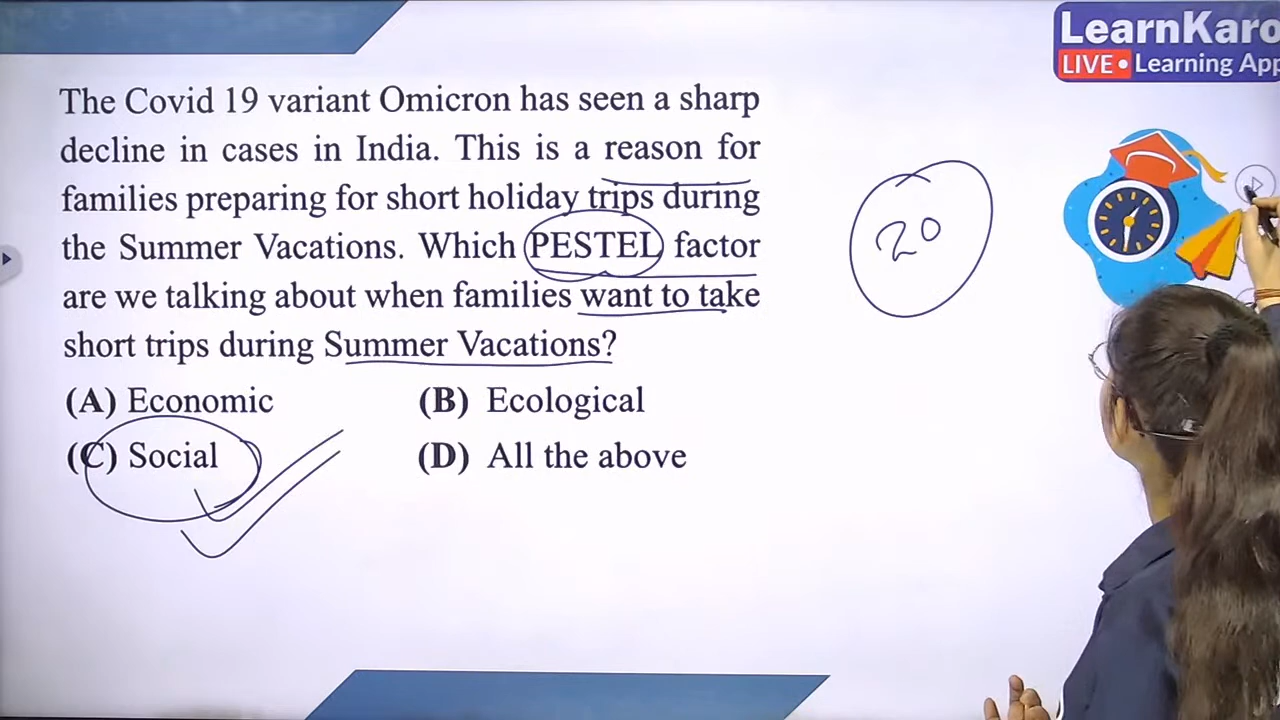 LearnKaro
LIVE • Learning App
The Covid 19 variant Omicron has seen a sharp
decline in cases in India. This is a reason for
families preparing for short holiday trips during
the Summer Vacations. Which PESTEL factor
are we talking about when families want to take
short trips during Summer Vacations?
(A) Economic (B) Ecological
(C) Social (D) All the above
20